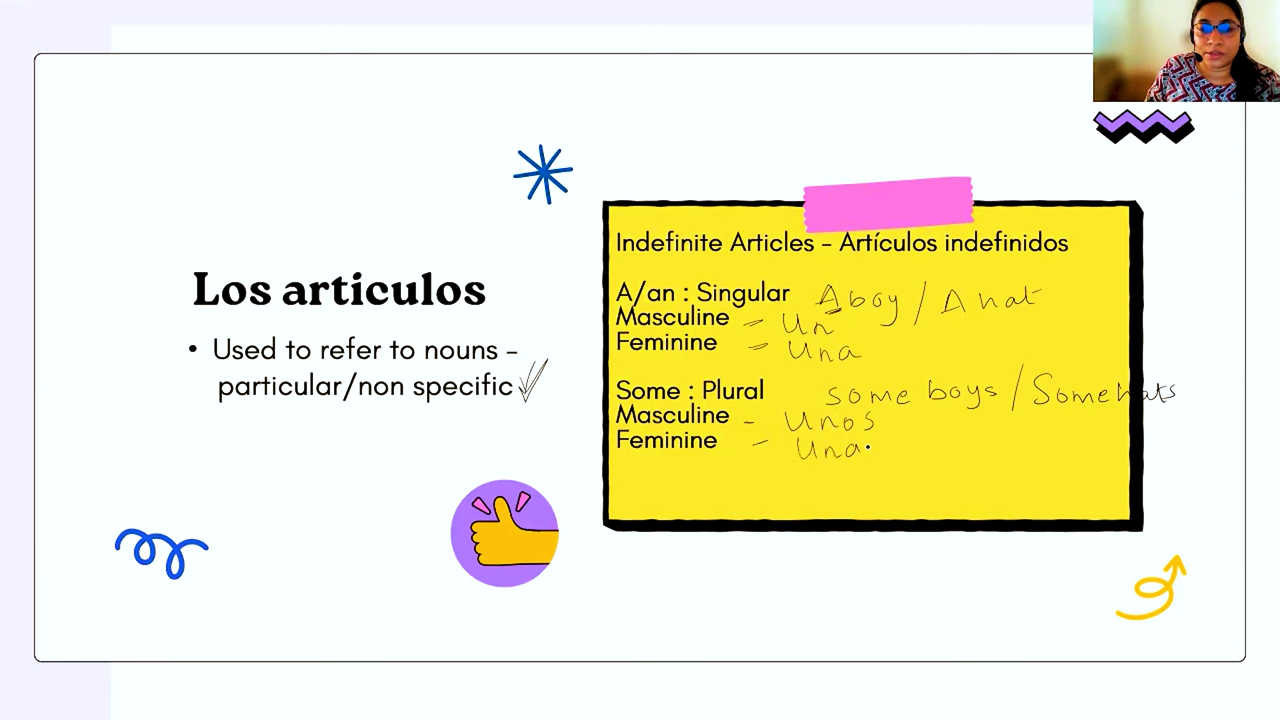 Los articulos
• Used to refer to nouns -
particular/non specific
Indefinite Articles - Artículos indefinidos
A/an : Singular A boy / A hat
Masculine - Un
Feminine - Una
Some : Plural some boys / Some hats
Masculine - Unos
Feminine - Una